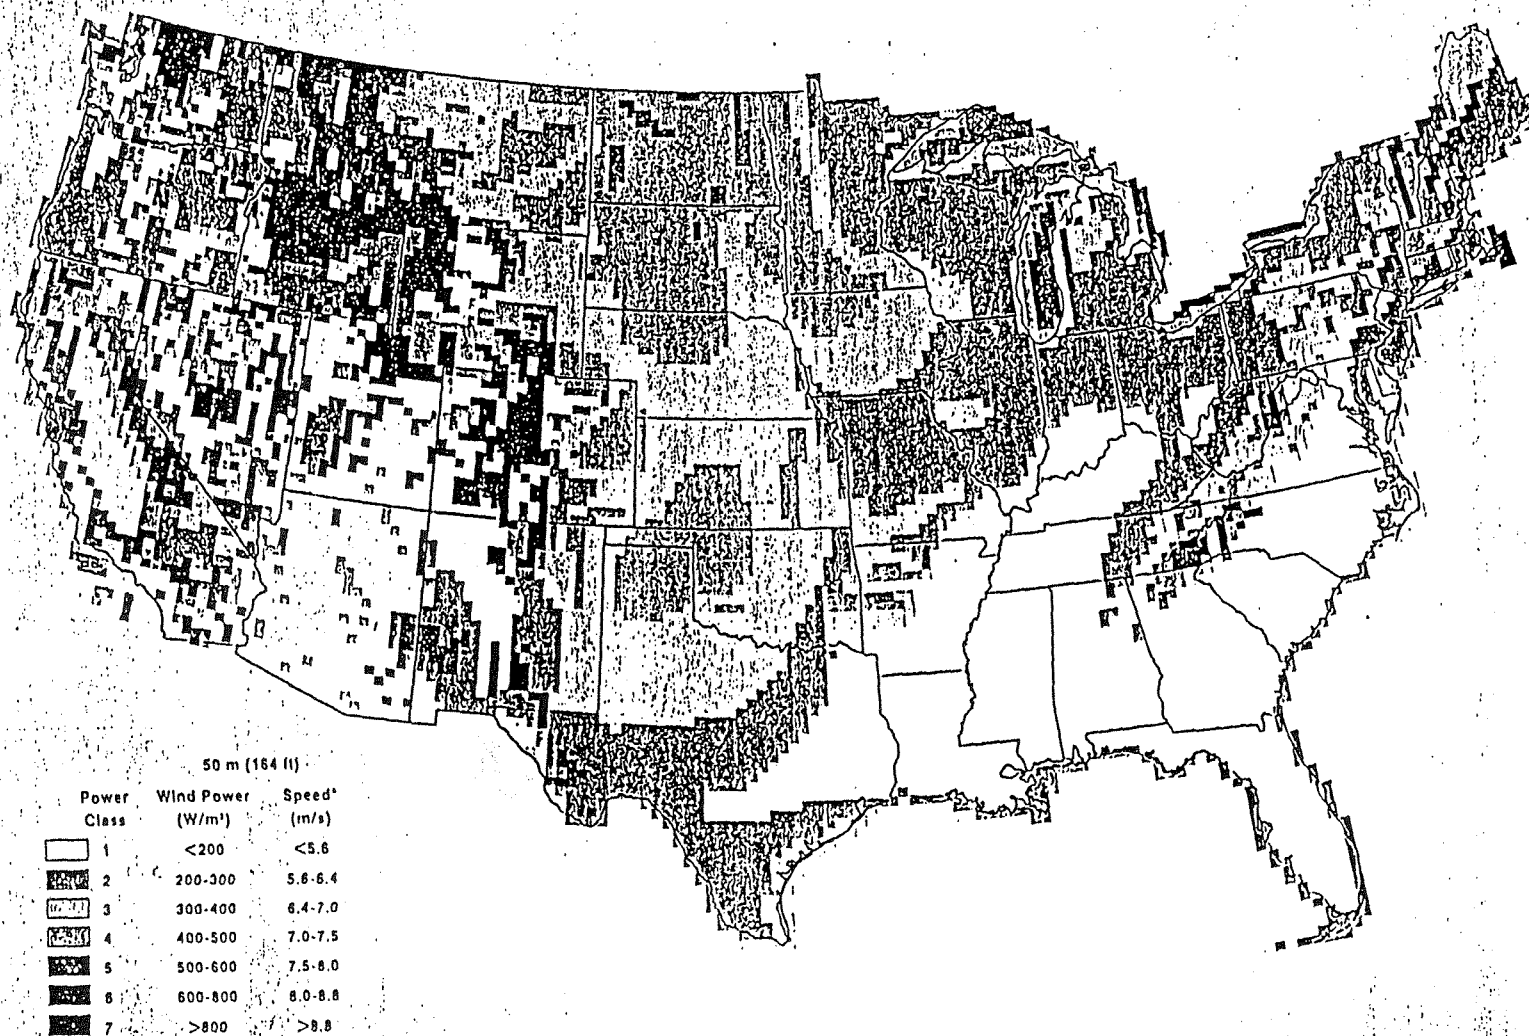 50 m (164 ft)
Power Wind Power Speedᵃ
Class (W/m²) (m/s)
1 <200 <5.6
2 200-300 5.6-6.4
3 300-400 6.4-7.0
4 400-500 7.0-7.5
5 500-600 7.5-8.0
6 600-800 8.0-8.8
7 >800 >8.8